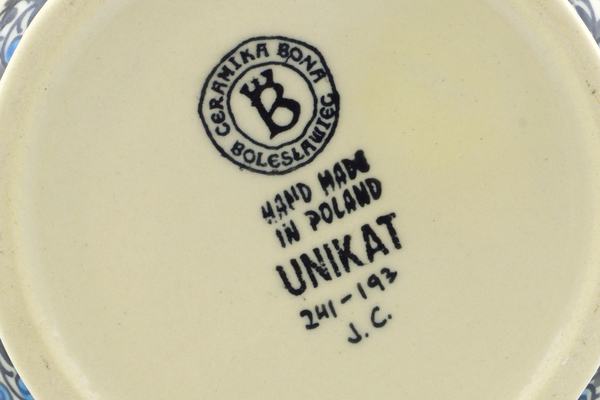 CERAMIKA BONA
BOLESŁAWIEC
B
HAND MADE
IN POLAND
UNIKAT
241-193
J.C.